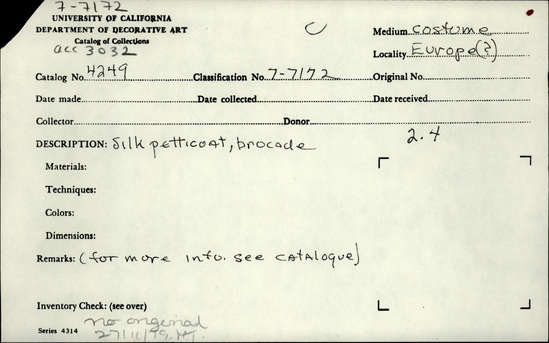 7-7172
UNIVERSITY OF CALIFORNIA
DEPARTMENT OF DECORATIVE ART
Catalog of Collections
acc 3032
C
Medium costume
Locality Europe(?)
Catalog No. 4249 Classification No. 7-7172 Original No.
Date made Date collected Date received
Collector Donor
DESCRIPTION: Silk petticoat, brocade 2.4
Materials:
Techniques:
Colors:
Dimensions:
Remarks: (for more info. see catalogue)
Inventory Check: (see over)
no original
Series 4314